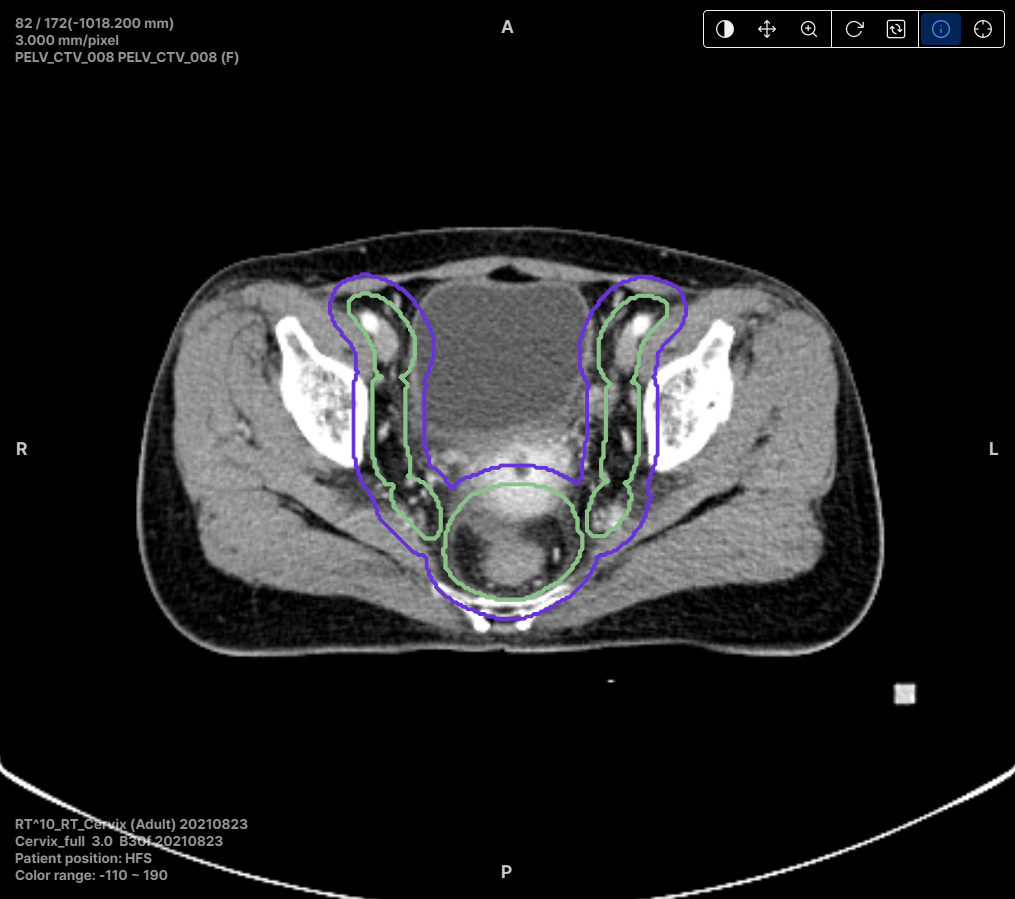 82 / 172(-1018.200 mm)
3.000 mm/pixel
PELV_CTV_008 PELV_CTV_008 (F)
A
R
L
RT^10_RT_Cervix (Adult) 20210823
Cervix_full 3.0 B30f 20210823
Patient position: HFS
Color range: -110 ~ 190
P